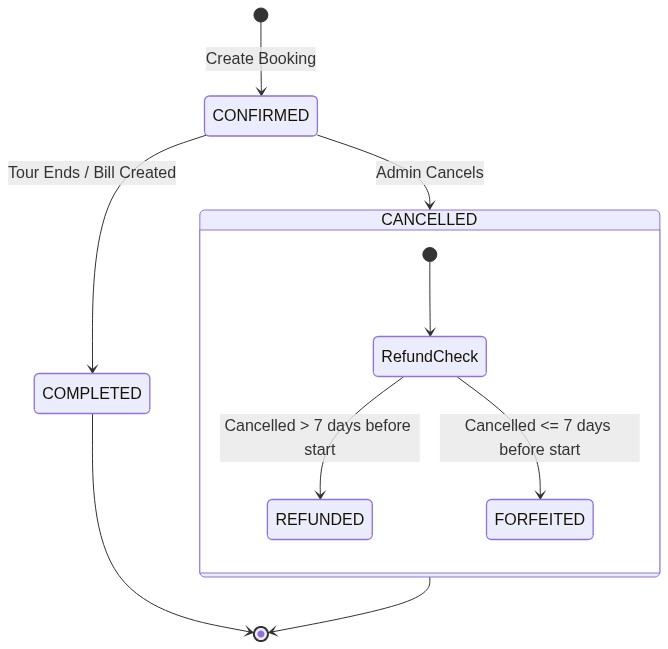 Create Booking
CONFIRMED
Tour Ends / Bill Created
Admin Cancels
CANCELLED
RefundCheck
COMPLETED
Cancelled > 7 days before
start
Cancelled <= 7 days
before start
REFUNDED
FORFEITED